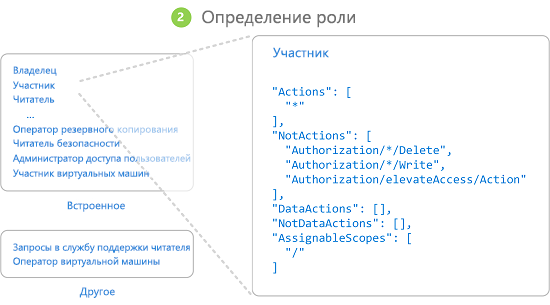 2 Определение роли
Владелец
Участник
Читатель
...
Оператор резервного копирования
Читатель безопасности
Администратор доступа пользователей
Участник виртуальных машин
Встроенное
Запросы в службу поддержки читателя
Оператор виртуальной машины
Другое
Участник
"Actions": [
"*"
],
"NotActions": [
"Authorization/*/Delete",
"Authorization/*/Write",
"Authorization/elevateAccess/Action"
],
"DataActions": [],
"NotDataActions": [],
"AssignableScopes": [
"/"
]